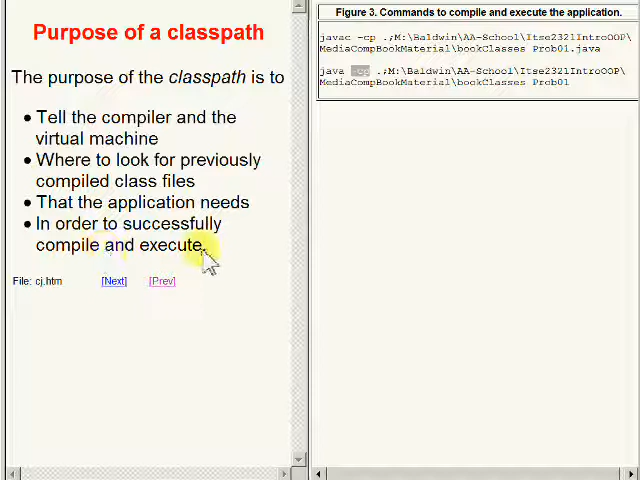 Purpose of a classpath
The purpose of the classpath is to
• Tell the compiler and the
virtual machine
• Where to look for previously
compiled class files
• That the application needs
• In order to successfully
compile and execute.
File: cj.htm [Next] [Prev]
Figure 3. Commands to compile and execute the application.
javac -cp .;M:\Baldwin\AA-School\Itse2321IntroOOP\
MediaCompBookMaterial\bookClasses Prob01.java
java -cp .;M:\Baldwin\AA-School\Itse2321IntroOOP\
MediaCompBookMaterial\bookClasses Prob01